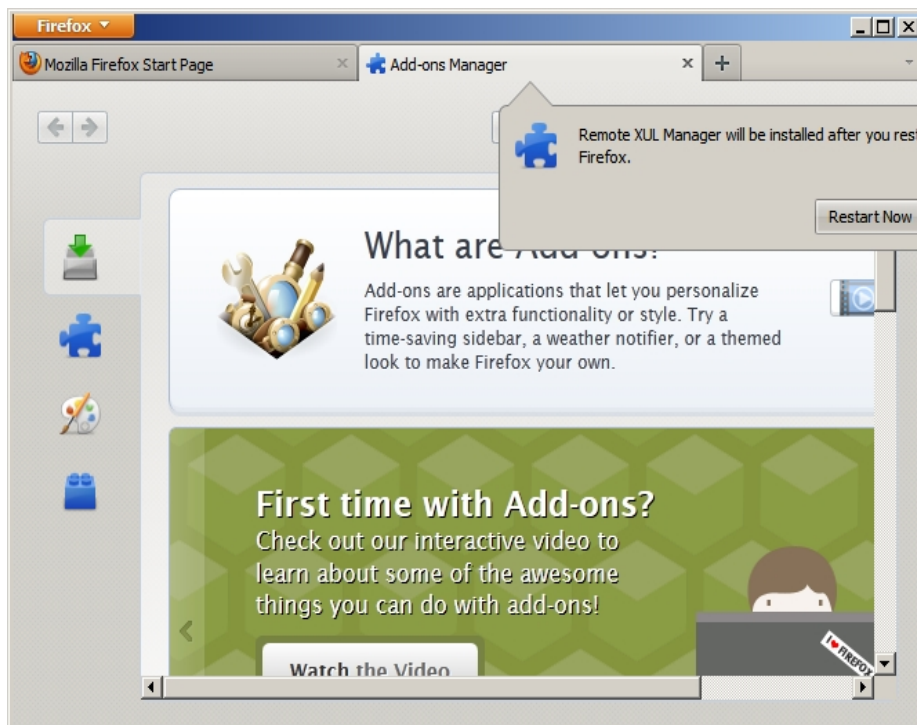 Firefox
Mozilla Firefox Start Page
Add-ons Manager
Remote XUL Manager will be installed after you rest
Firefox.
Restart Now
What are Add-ons?
Add-ons are applications that let you personalize
Firefox with extra functionality or style. Try a
time-saving sidebar, a weather notifier, or a themed
look to make Firefox your own.
First time with Add-ons?
Check out our interactive video to
learn about some of the awesome
things you can do with add-ons!
Watch the Video
I ♥ FIREFOX